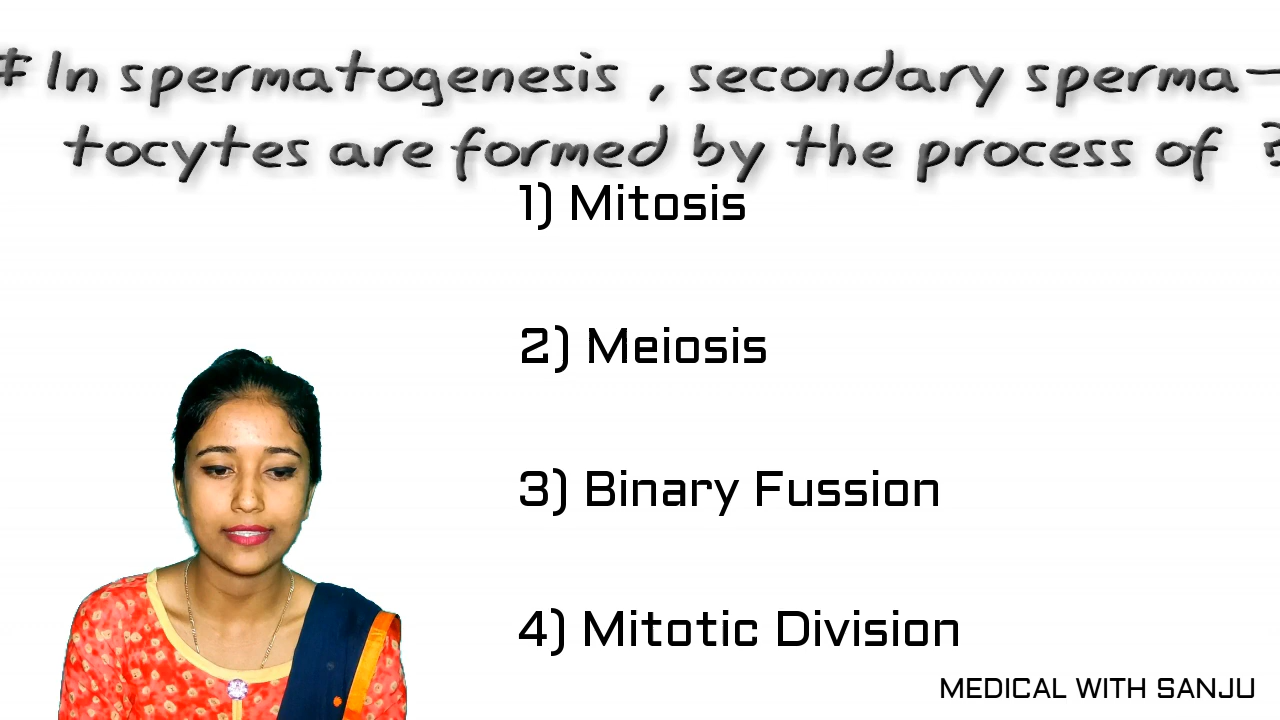 # In spermatogenesis , secondary sperma-
tocytes are formed by the process of ?
1) Mitosis
2) Meiosis
3) Binary Fussion
4) Mitotic Division
MEDICAL WITH SANJU